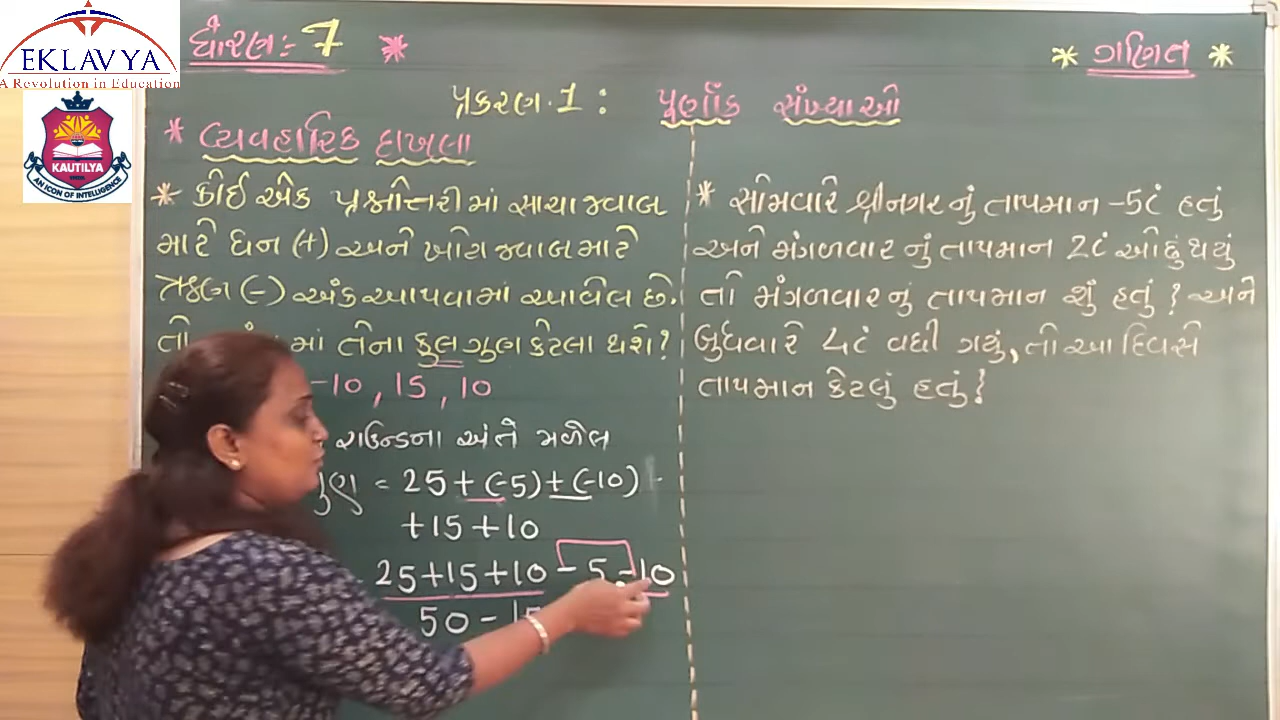 EKLAVYA
A Revolution in Education
KAUTILYA
AN ICON OF INTELLIGENCE
ધોરણ:- 7
* ગણિત *
પ્રકરણ.1 : પૂર્ણાંક સંખ્યાઓ
* વ્યવહારિક દાખલા
* કોઈ એક પ્રશ્નોત્તરીમાં સાચા જવાબ
માટે ધન (+) અને ખોટા જવાબ માટે
ઋણ (-) અંક આપવામાં આવેલ છે.
તો માં તેના કુલ ગુણ કેટલા થશે?
-10, 15, 10
રાઉન્ડના અંતે મળેલ
ગુણ = 25 + (-5) + (-10)
+15 + 10
25+15+10 - 5 - 10
50 - 15
* સોમવારે શ્રીનગરનું તાપમાન -5°C હતું
અને મંગળવારનું તાપમાન 2°C ઓછું થયું
તો મંગળવારનું તાપમાન શું હતું? અને
બુધવારે 4°C વધી ગયું, તો આ દિવસે
તાપમાન કેટલું હતું?